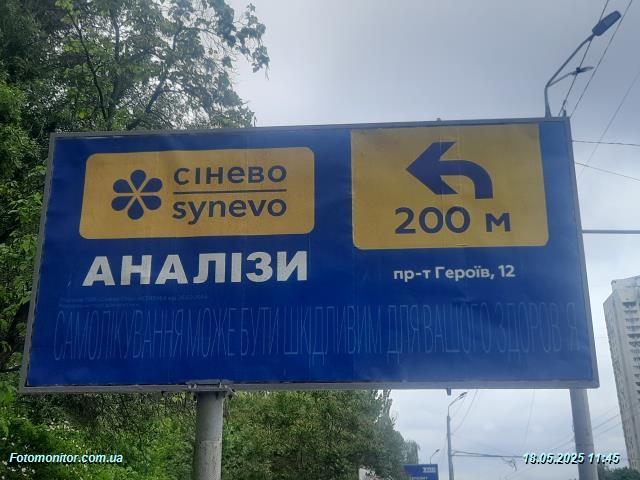 сінево
synevo
200 м
АНАЛІЗИ
пр-т Героїв, 12
САМОЛІКУВАННЯ МОЖЕ БУТИ ШКІДЛИВИМ ДЛЯ ВАШОГО ЗДОРОВ'Я
Fotomonitor.com.ua
18.05.2025 11:45